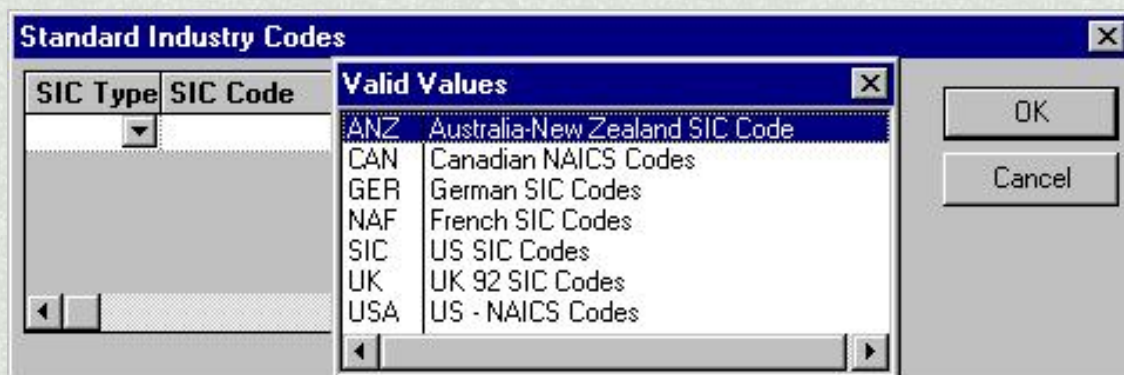 Standard Industry Codes
SIC Type SIC Code
Valid Values
ANZ Australia-New Zealand SIC Code
CAN Canadian NAICS Codes
GER German SIC Codes
NAF French SIC Codes
SIC US SIC Codes
UK UK 92 SIC Codes
USA US - NAICS Codes
OK
Cancel